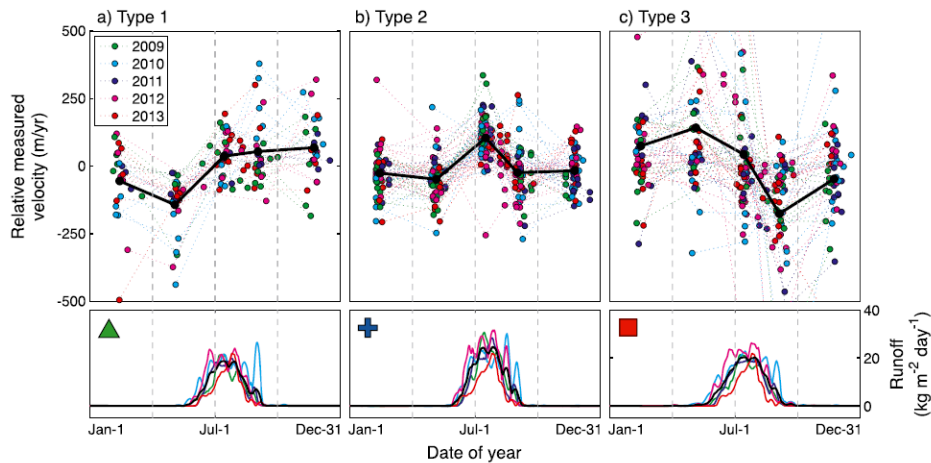 a) Type 1
b) Type 2
c) Type 3
500
250
0
-250
-500
Relative measured
velocity (m/yr)
2009
2010
2011
2012
2013
40
20
0
Runoff
(kg m-2 day-1)
Jan-1
Jul-1
Dec-31
Jan-1
Jul-1
Dec-31
Jan-1
Jul-1
Dec-31
Date of year